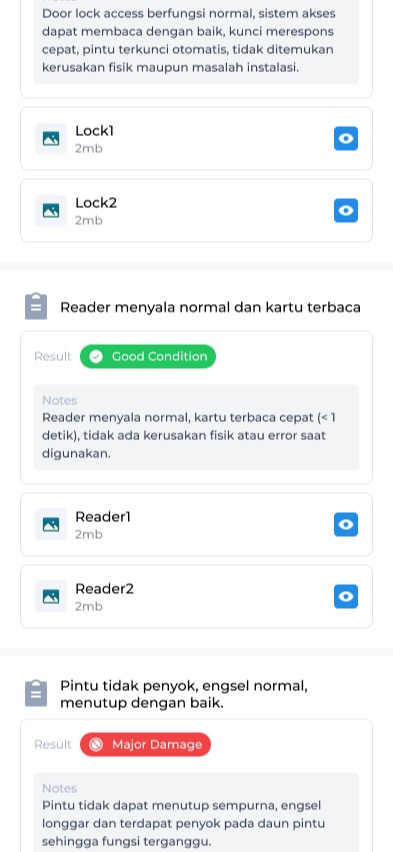 Door lock access berfungsi normal, sistem akses
dapat membaca dengan baik, kunci merespons
cepat, pintu terkunci otomatis, tidak ditemukan
kerusakan fisik maupun masalah instalasi.
Lock1
2mb
Lock2
2mb
Reader menyala normal dan kartu terbaca
Result Good Condition
Notes
Reader menyala normal, kartu terbaca cepat (< 1
detik), tidak ada kerusakan fisik atau error saat
digunakan.
Reader1
2mb
Reader2
2mb
Pintu tidak penyok, engsel normal,
menutup dengan baik.
Result Major Damage
Notes
Pintu tidak dapat menutup sempurna, engsel
longgar dan terdapat penyok pada daun pintu
sehingga fungsi terganggu.